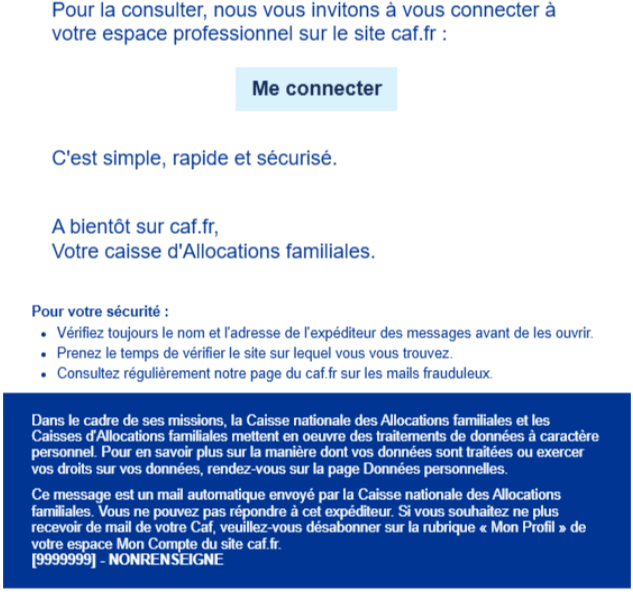 Pour la consulter, nous vous invitons à vous connecter à
votre espace professionnel sur le site caf.fr :
Me connecter
C'est simple, rapide et sécurisé.
A bientôt sur caf.fr,
Votre caisse d'Allocations familiales.
Pour votre sécurité :
• Vérifiez toujours le nom et l'adresse de l'expéditeur des messages avant de les ouvrir.
• Prenez le temps de vérifier le site sur lequel vous vous trouvez.
• Consultez régulièrement notre page du caf.fr sur les mails frauduleux.
Dans le cadre de ses missions, la Caisse nationale des Allocations familiales et les
Caisses d'Allocations familiales mettent en oeuvre des traitements de données à caractère
personnel. Pour en savoir plus sur la manière dont vos données sont traitées ou exercer
vos droits sur vos données, rendez-vous sur la page Données personnelles.
Ce message est un mail automatique envoyé par la Caisse nationale des Allocations
familiales. Vous ne pouvez pas répondre à cet expéditeur. Si vous souhaitez ne plus
recevoir de mail de votre Caf, veuillez-vous désabonner sur la rubrique « Mon Profil » de
votre espace Mon Compte du site caf.fr.
[9999999] - NONRENSEIGNE